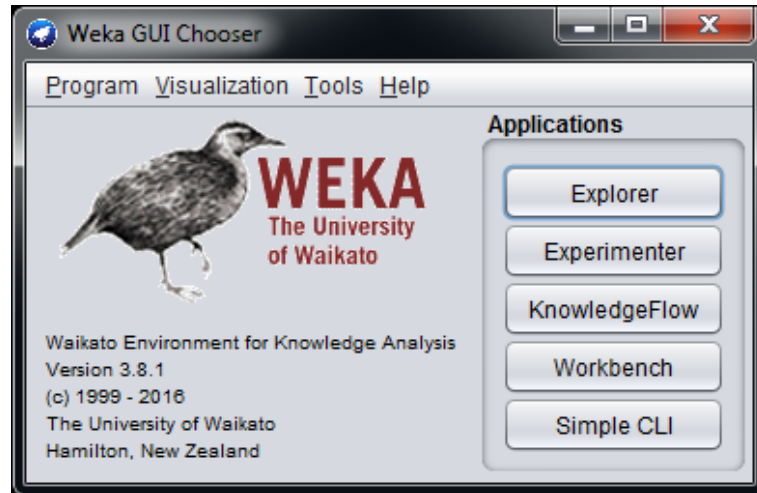 Weka GUI Chooser
Program Visualization Tools Help
WEKA
The University
of Waikato
Waikato Environment for Knowledge Analysis
Version 3.8.1
(c) 1999 - 2016
The University of Waikato
Hamilton, New Zealand
Applications
Explorer
Experimenter
KnowledgeFlow
Workbench
Simple CLI